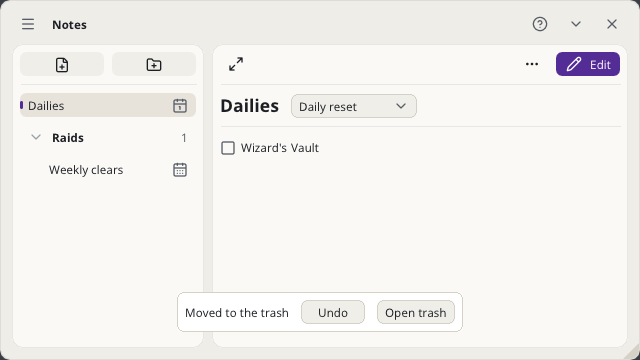 Notes
Edit
Dailies
Raids
1
Weekly clears
Dailies
Daily reset
Wizard's Vault
Moved to the trash
Undo
Open trash